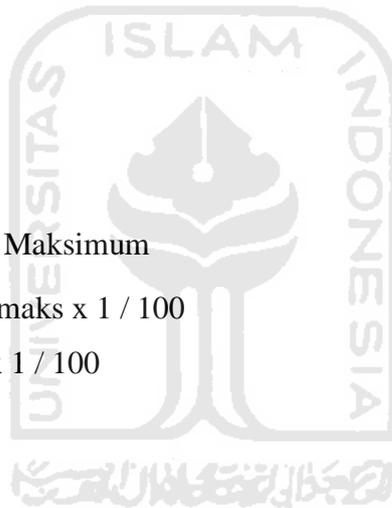 ISLAM
UNIVERSITAS
INDONESIA
Maksimum
maks x 1 / 100
1 / 100